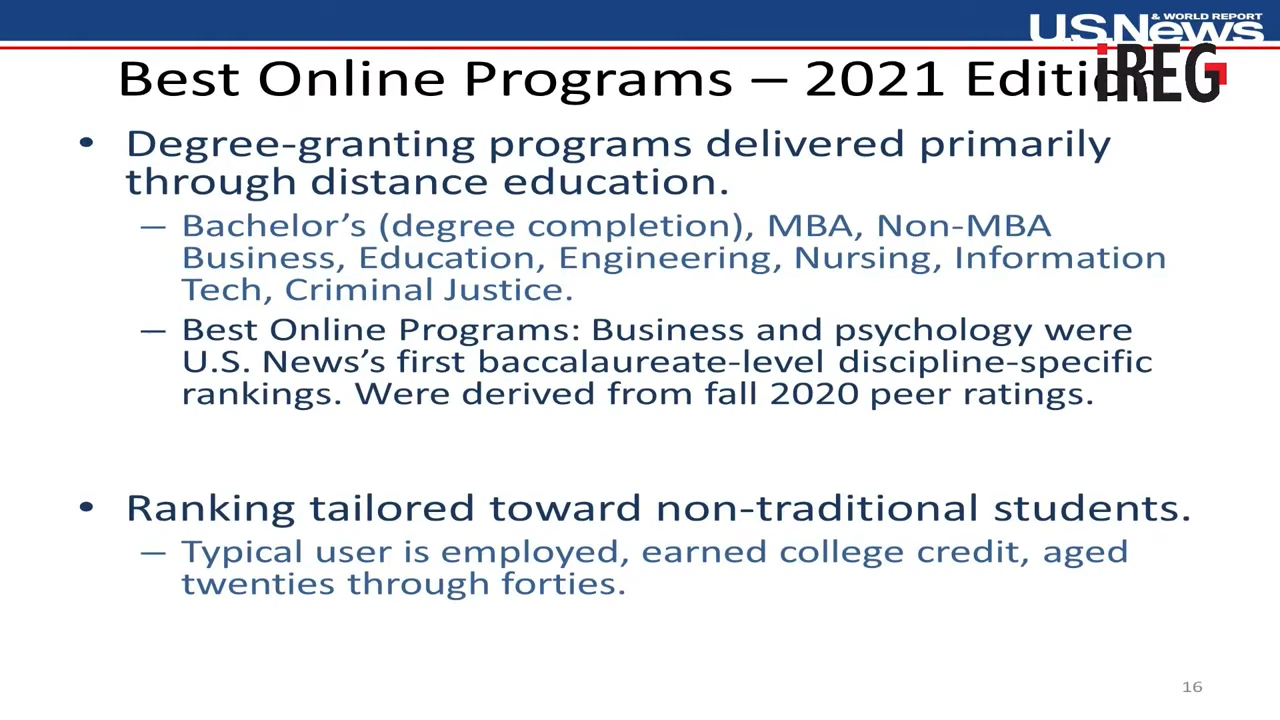 & WORLD REPORT
U.S.News
iREG
Best Online Programs – 2021 Edition
• Degree-granting programs delivered primarily
through distance education.
– Bachelor’s (degree completion), MBA, Non-MBA
Business, Education, Engineering, Nursing, Information
Tech, Criminal Justice.
– Best Online Programs: Business and psychology were
U.S. News’s first baccalaureate-level discipline-specific
rankings. Were derived from fall 2020 peer ratings.
• Ranking tailored toward non-traditional students.
– Typical user is employed, earned college credit, aged
twenties through forties.
16